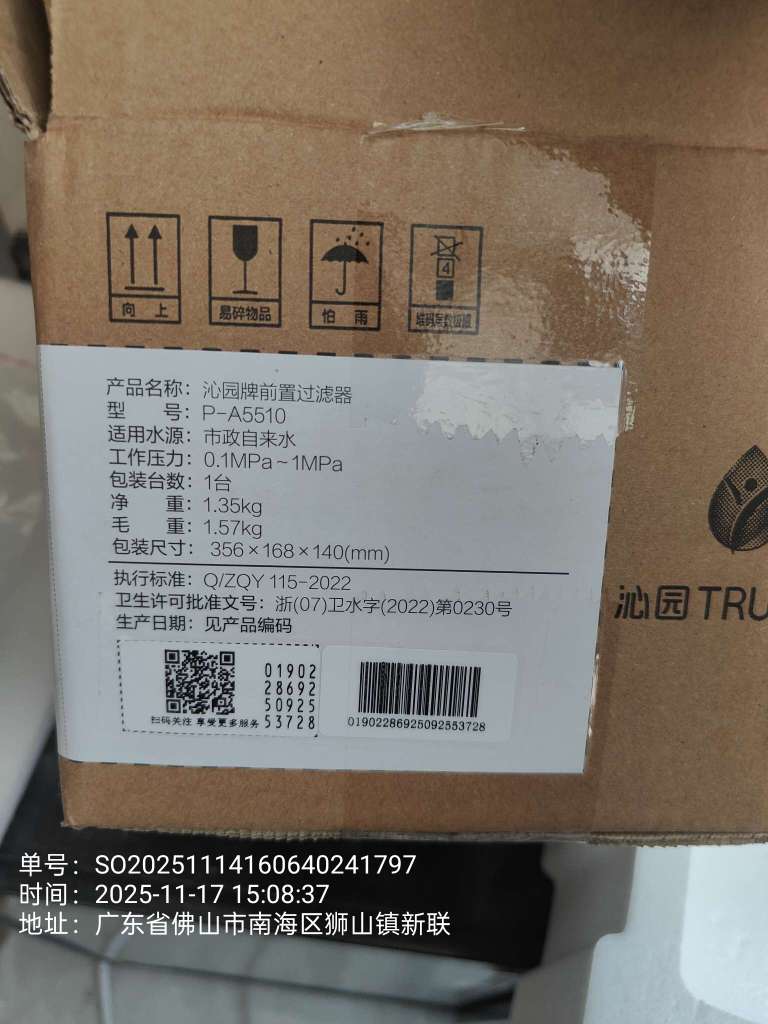 向 上
易碎物品
怕 雨
4
堆码层数极限
产品名称：沁园牌前置过滤器
型 号：P-A5510
适用水源：市政自来水
工作压力：0.1MPa~1MPa
包装台数：1台
净 重：1.35kg
毛 重：1.57kg
包装尺寸： 356×168×140(mm)
执行标准：Q/ZQY 115-2022
卫生许可批准文号：浙(07)卫水字(2022)第0230号
生产日期：见产品编码
01902
28692
50925
53728
扫码关注 享受更多服务
01902286925092553728
沁园 TRU
单号：SO20251114160640241797
时间：2025-11-17 15:08:37
地址：广东省佛山市南海区狮山镇新联